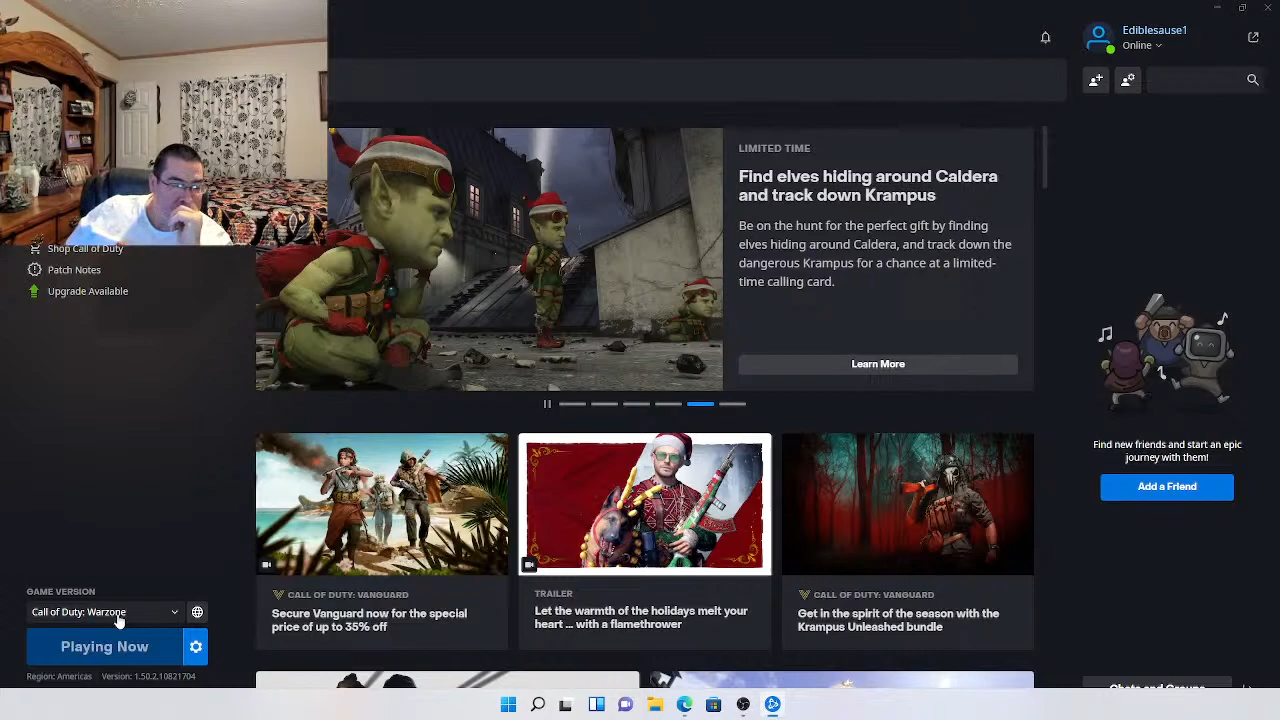 Ediblesause1
Online
LIMITED TIME
Find elves hiding around Caldera
and track down Krampus
Be on the hunt for the perfect gift by finding
elves hiding around Caldera, and track down the
dangerous Krampus for a chance at a limited-
time calling card.
Learn More
Shop Call of Duty
Patch Notes
Upgrade Available
Find new friends and start an epic
journey with them!
Add a Friend
CALL OF DUTY: VANGUARD
Secure Vanguard now for the special
price of up to 35% off
TRAILER
Let the warmth of the holidays melt your
heart ... with a flamethrower
CALL OF DUTY: VANGUARD
Get in the spirit of the season with the
Krampus Unleashed bundle
GAME VERSION
Call of Duty: Warzone
Playing Now
Region: Americas Version: 1.50.2.10821704
Chats and Groups